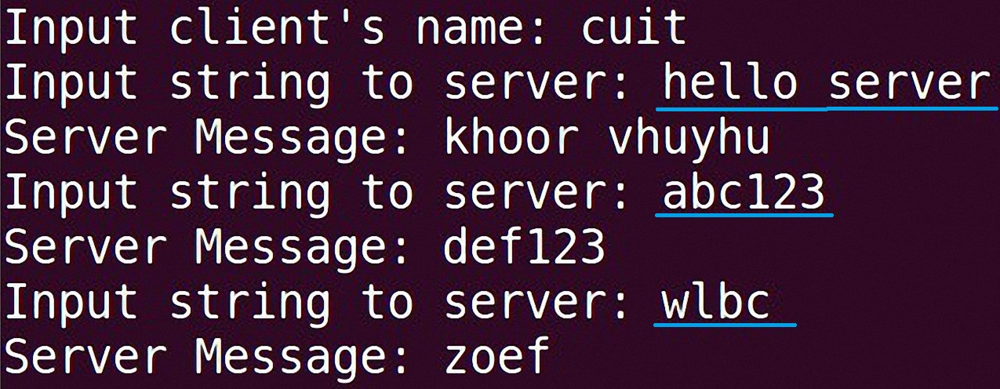 Input client's name: cuit
Input string to server: hello server
Server Message: khoor vhuyhu
Input string to server: abc123
Server Message: def123
Input string to server: wlbc
Server Message: zoef